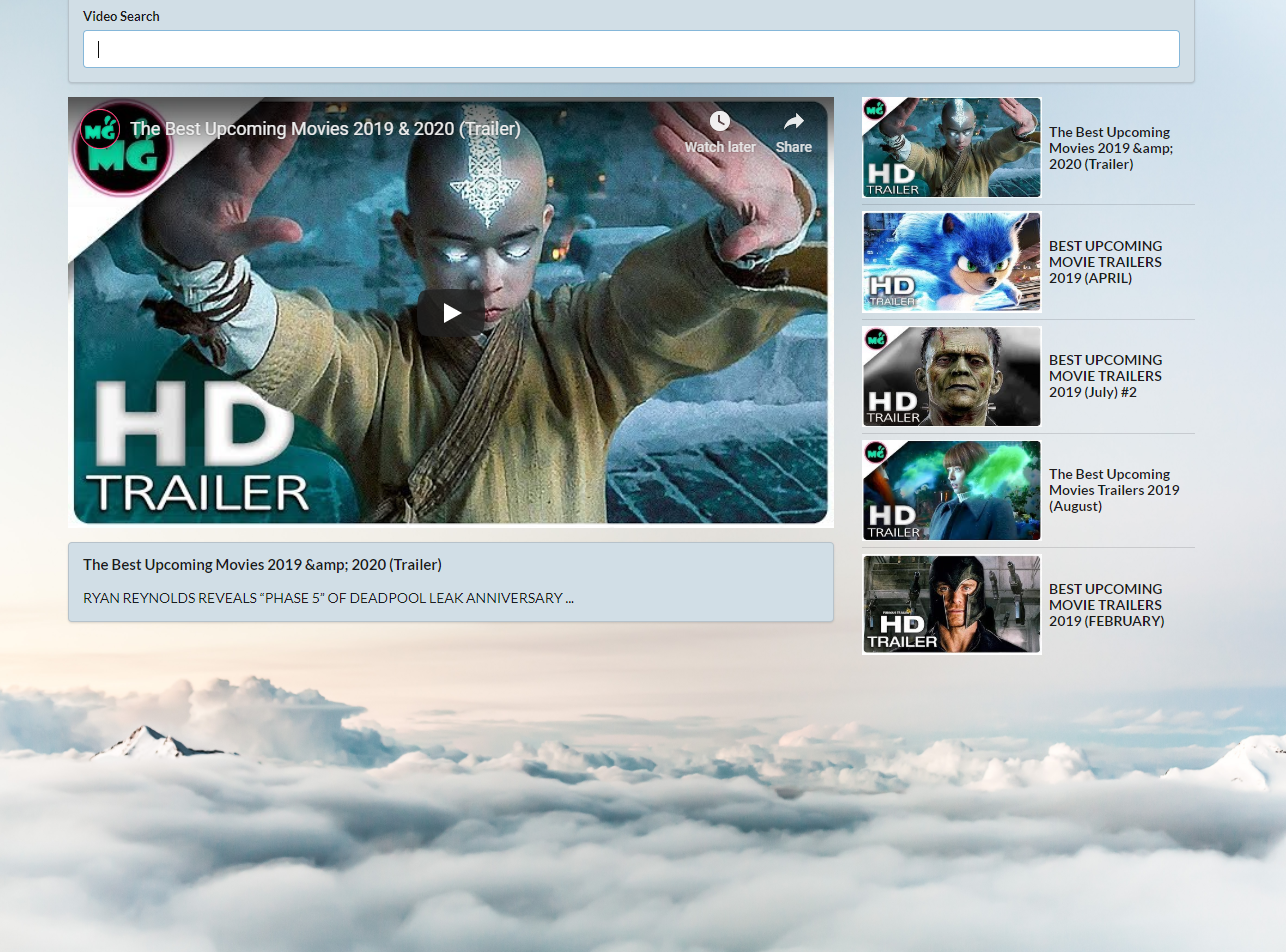 Video Search
MG
MG
The Best Upcoming Movies 2019 & 2020 (Trailer)
Watch later
Share
HD
TRAILER
The Best Upcoming Movies 2019 &amp; 2020 (Trailer)
RYAN REYNOLDS REVEALS “PHASE 5” OF DEADPOOL LEAK ANNIVERSARY ...
MG
HD
TRAILER
The Best Upcoming
Movies 2019 &amp;
2020 (Trailer)
HD
TRAILER
BEST UPCOMING
MOVIE TRAILERS
2019 (APRIL)
MG
HD
TRAILER
BEST UPCOMING
MOVIE TRAILERS
2019 (July) #2
MG
HD
TRAILER
The Best Upcoming
Movies Trailers 2019
(August)
HD
TRAILER
BEST UPCOMING
MOVIE TRAILERS
2019 (FEBRUARY)